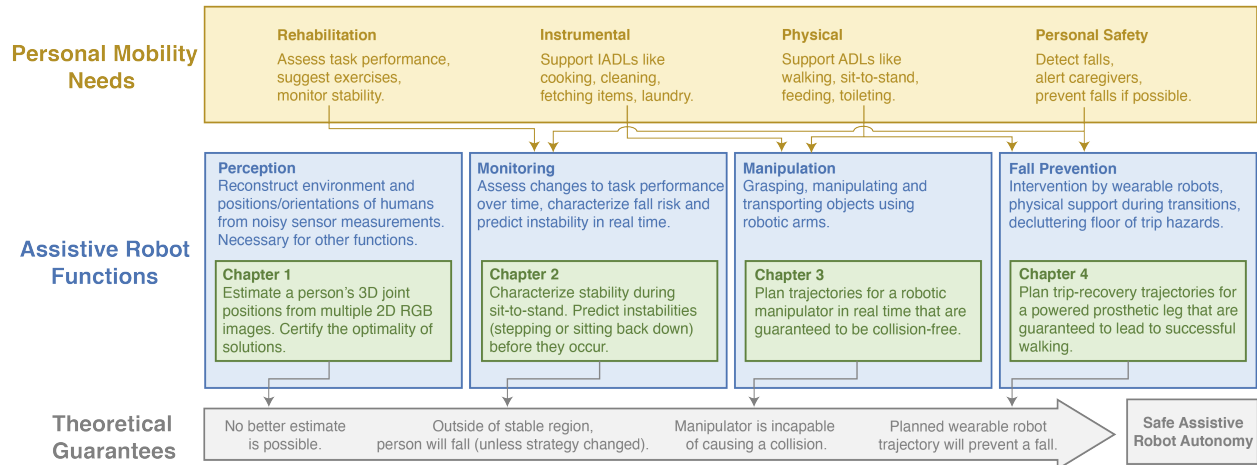 Personal Mobility
Needs
Rehabilitation
Assess task performance,
suggest exercises,
monitor stability.
Instrumental
Support IADLs like
cooking, cleaning,
fetching items, laundry.
Physical
Support ADLs like
walking, sit-to-stand,
feeding, toileting.
Personal Safety
Detect falls,
alert caregivers,
prevent falls if possible.
Assistive Robot
Functions
Perception
Reconstruct environment and
positions/orientations of humans
from noisy sensor measurements.
Necessary for other functions.
Chapter 1
Estimate a person's 3D joint
positions from multiple 2D RGB
images. Certify the optimality of
solutions.
Monitoring
Assess changes to task performance
over time, characterize fall risk and
predict instability in real time.
Chapter 2
Characterize stability during
sit-to-stand. Predict instabilities
(stepping or sitting back down)
before they occur.
Manipulation
Grasping, manipulating and
transporting objects using
robotic arms.
Chapter 3
Plan trajectories for a robotic
manipulator in real time that are
guaranteed to be collision-free.
Fall Prevention
Intervention by wearable robots,
physical support during transitions,
decluttering floor of trip hazards.
Chapter 4
Plan trip-recovery trajectories for
a powered prosthetic leg that are
guaranteed to lead to successful
walking.
Theoretical
Guarantees
No better estimate
is possible.
Outside of stable region,
person will fall (unless strategy changed).
Manipulator is incapable
of causing a collision.
Planned wearable robot
trajectory will prevent a fall.
Safe Assistive
Robot Autonomy